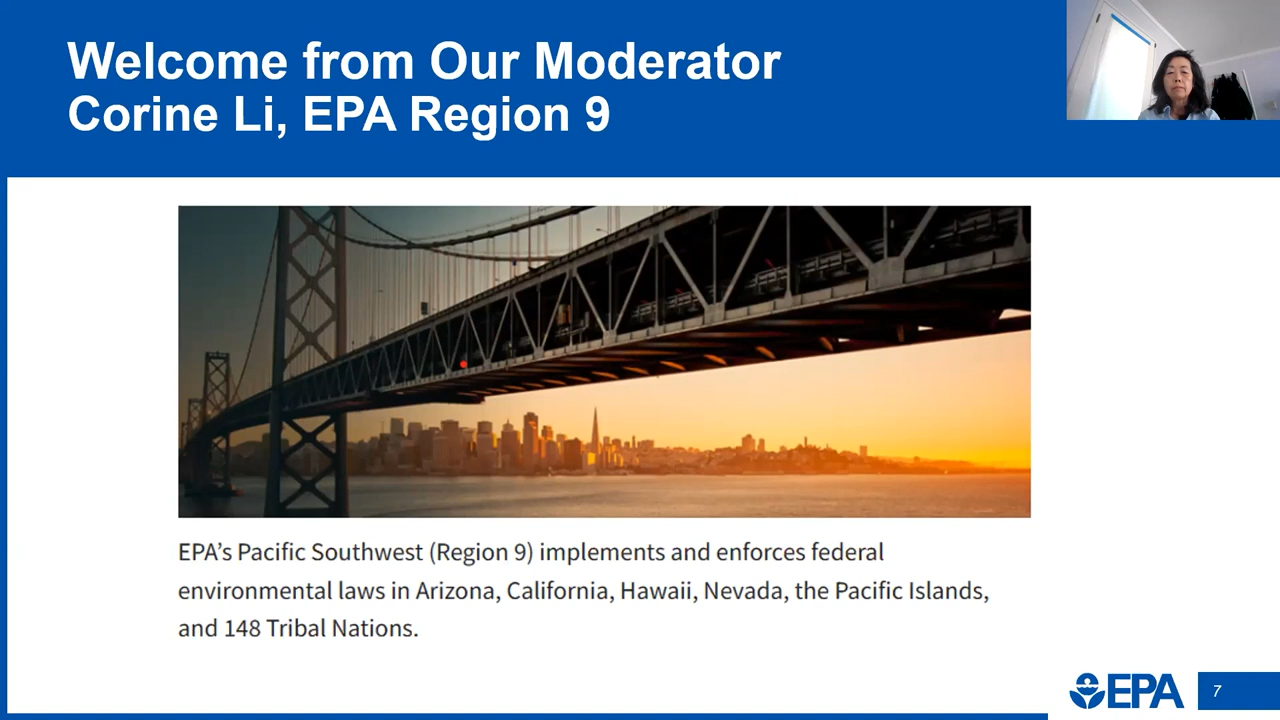 Welcome from Our Moderator
Corine Li, EPA Region 9
EPA’s Pacific Southwest (Region 9) implements and enforces federal
environmental laws in Arizona, California, Hawaii, Nevada, the Pacific Islands,
and 148 Tribal Nations.
EPA
7